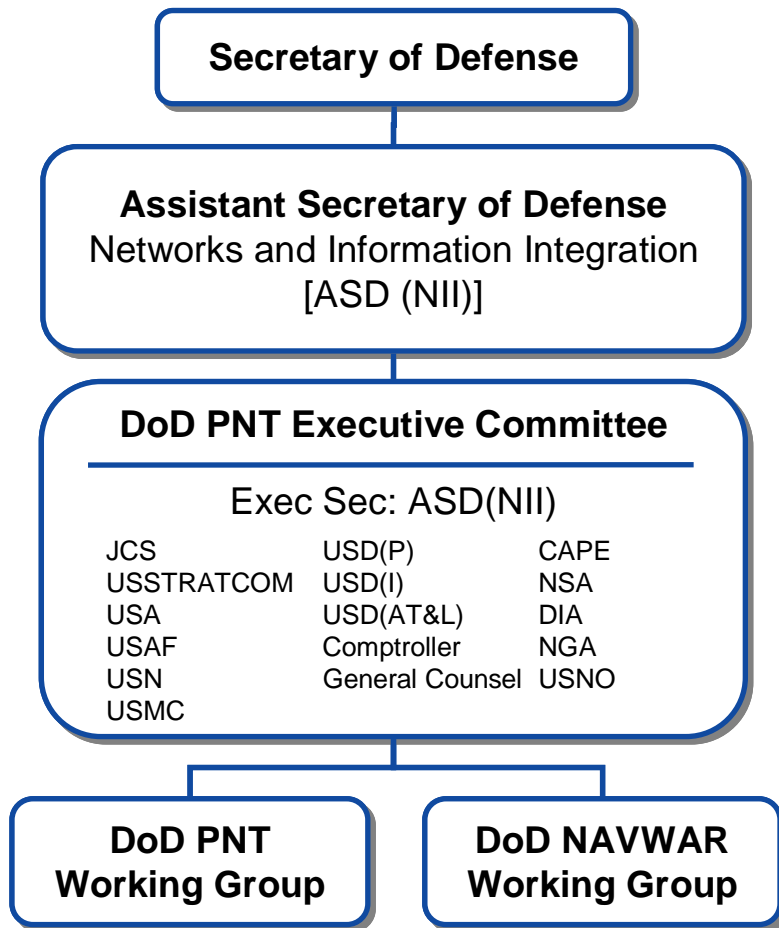 Secretary of Defense
Assistant Secretary of Defense
Networks and Information Integration
[ASD (NII)]
DoD PNT Executive Committee
Exec Sec: ASD(NII)
JCS
USSTRATCOM
USA
USAF
USN
USMC
USD(P)
USD(I)
USD(AT&L)
Comptroller
General Counsel
CAPE
NSA
DIA
NGA
USNO
DoD PNT
Working Group
DoD NAVWAR
Working Group